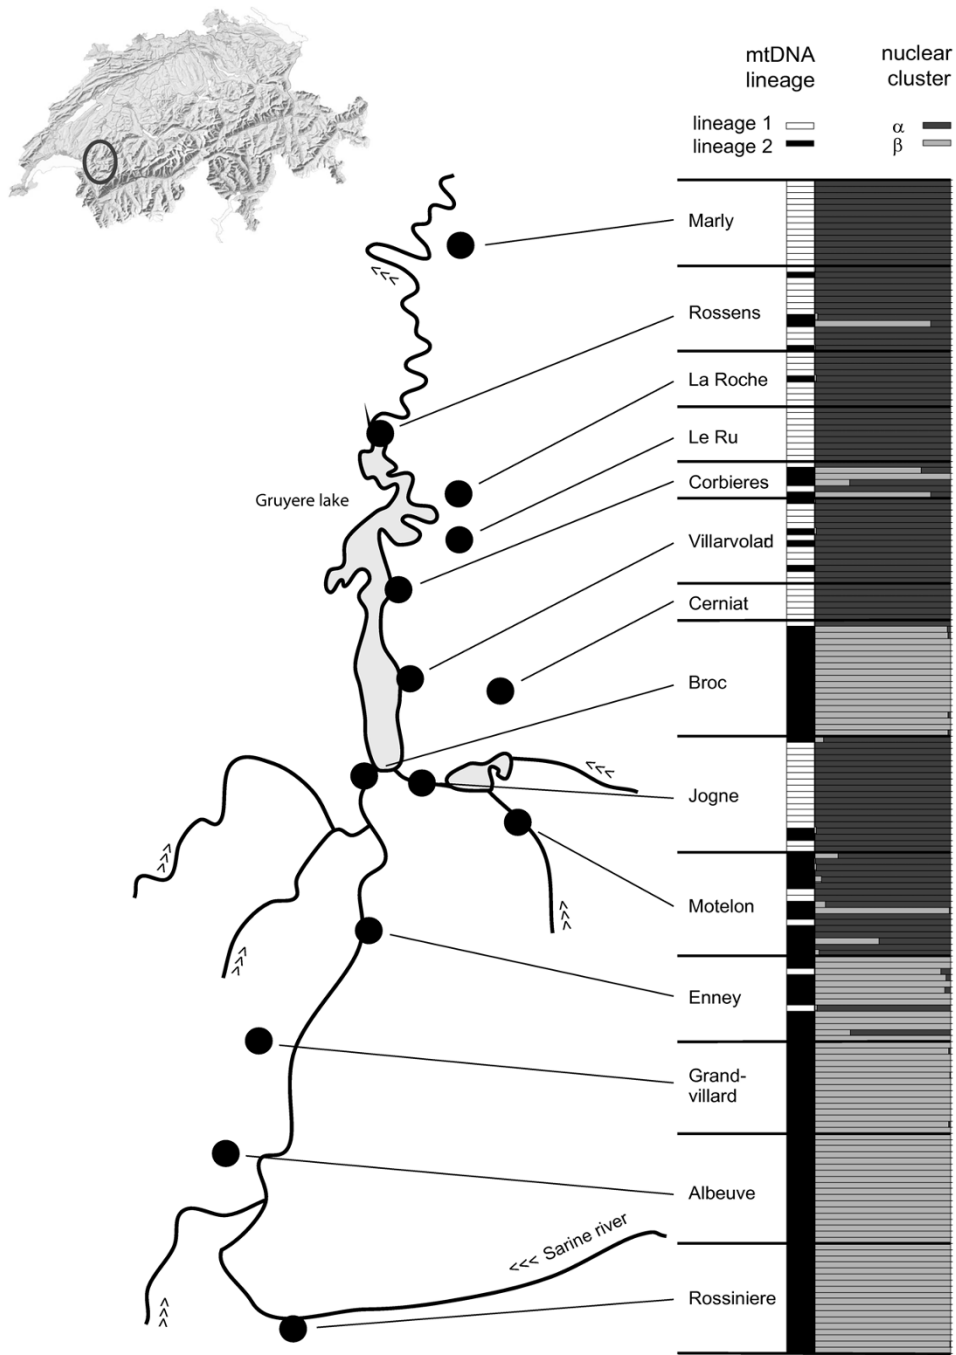 mtDNA lineage
nuclear cluster
lineage 1
lineage 2
α
β
Marly
Rossens
La Roche
Le Ru
Corbieres
Villarvolad
Cerniat
Broc
Jogne
Motelon
Enney
Grand-
villard
Albeuve
Rossiniere
Gruyere lake
<<<
<<<
<<<
<<<
<<<
<<<
<<< Sarine river